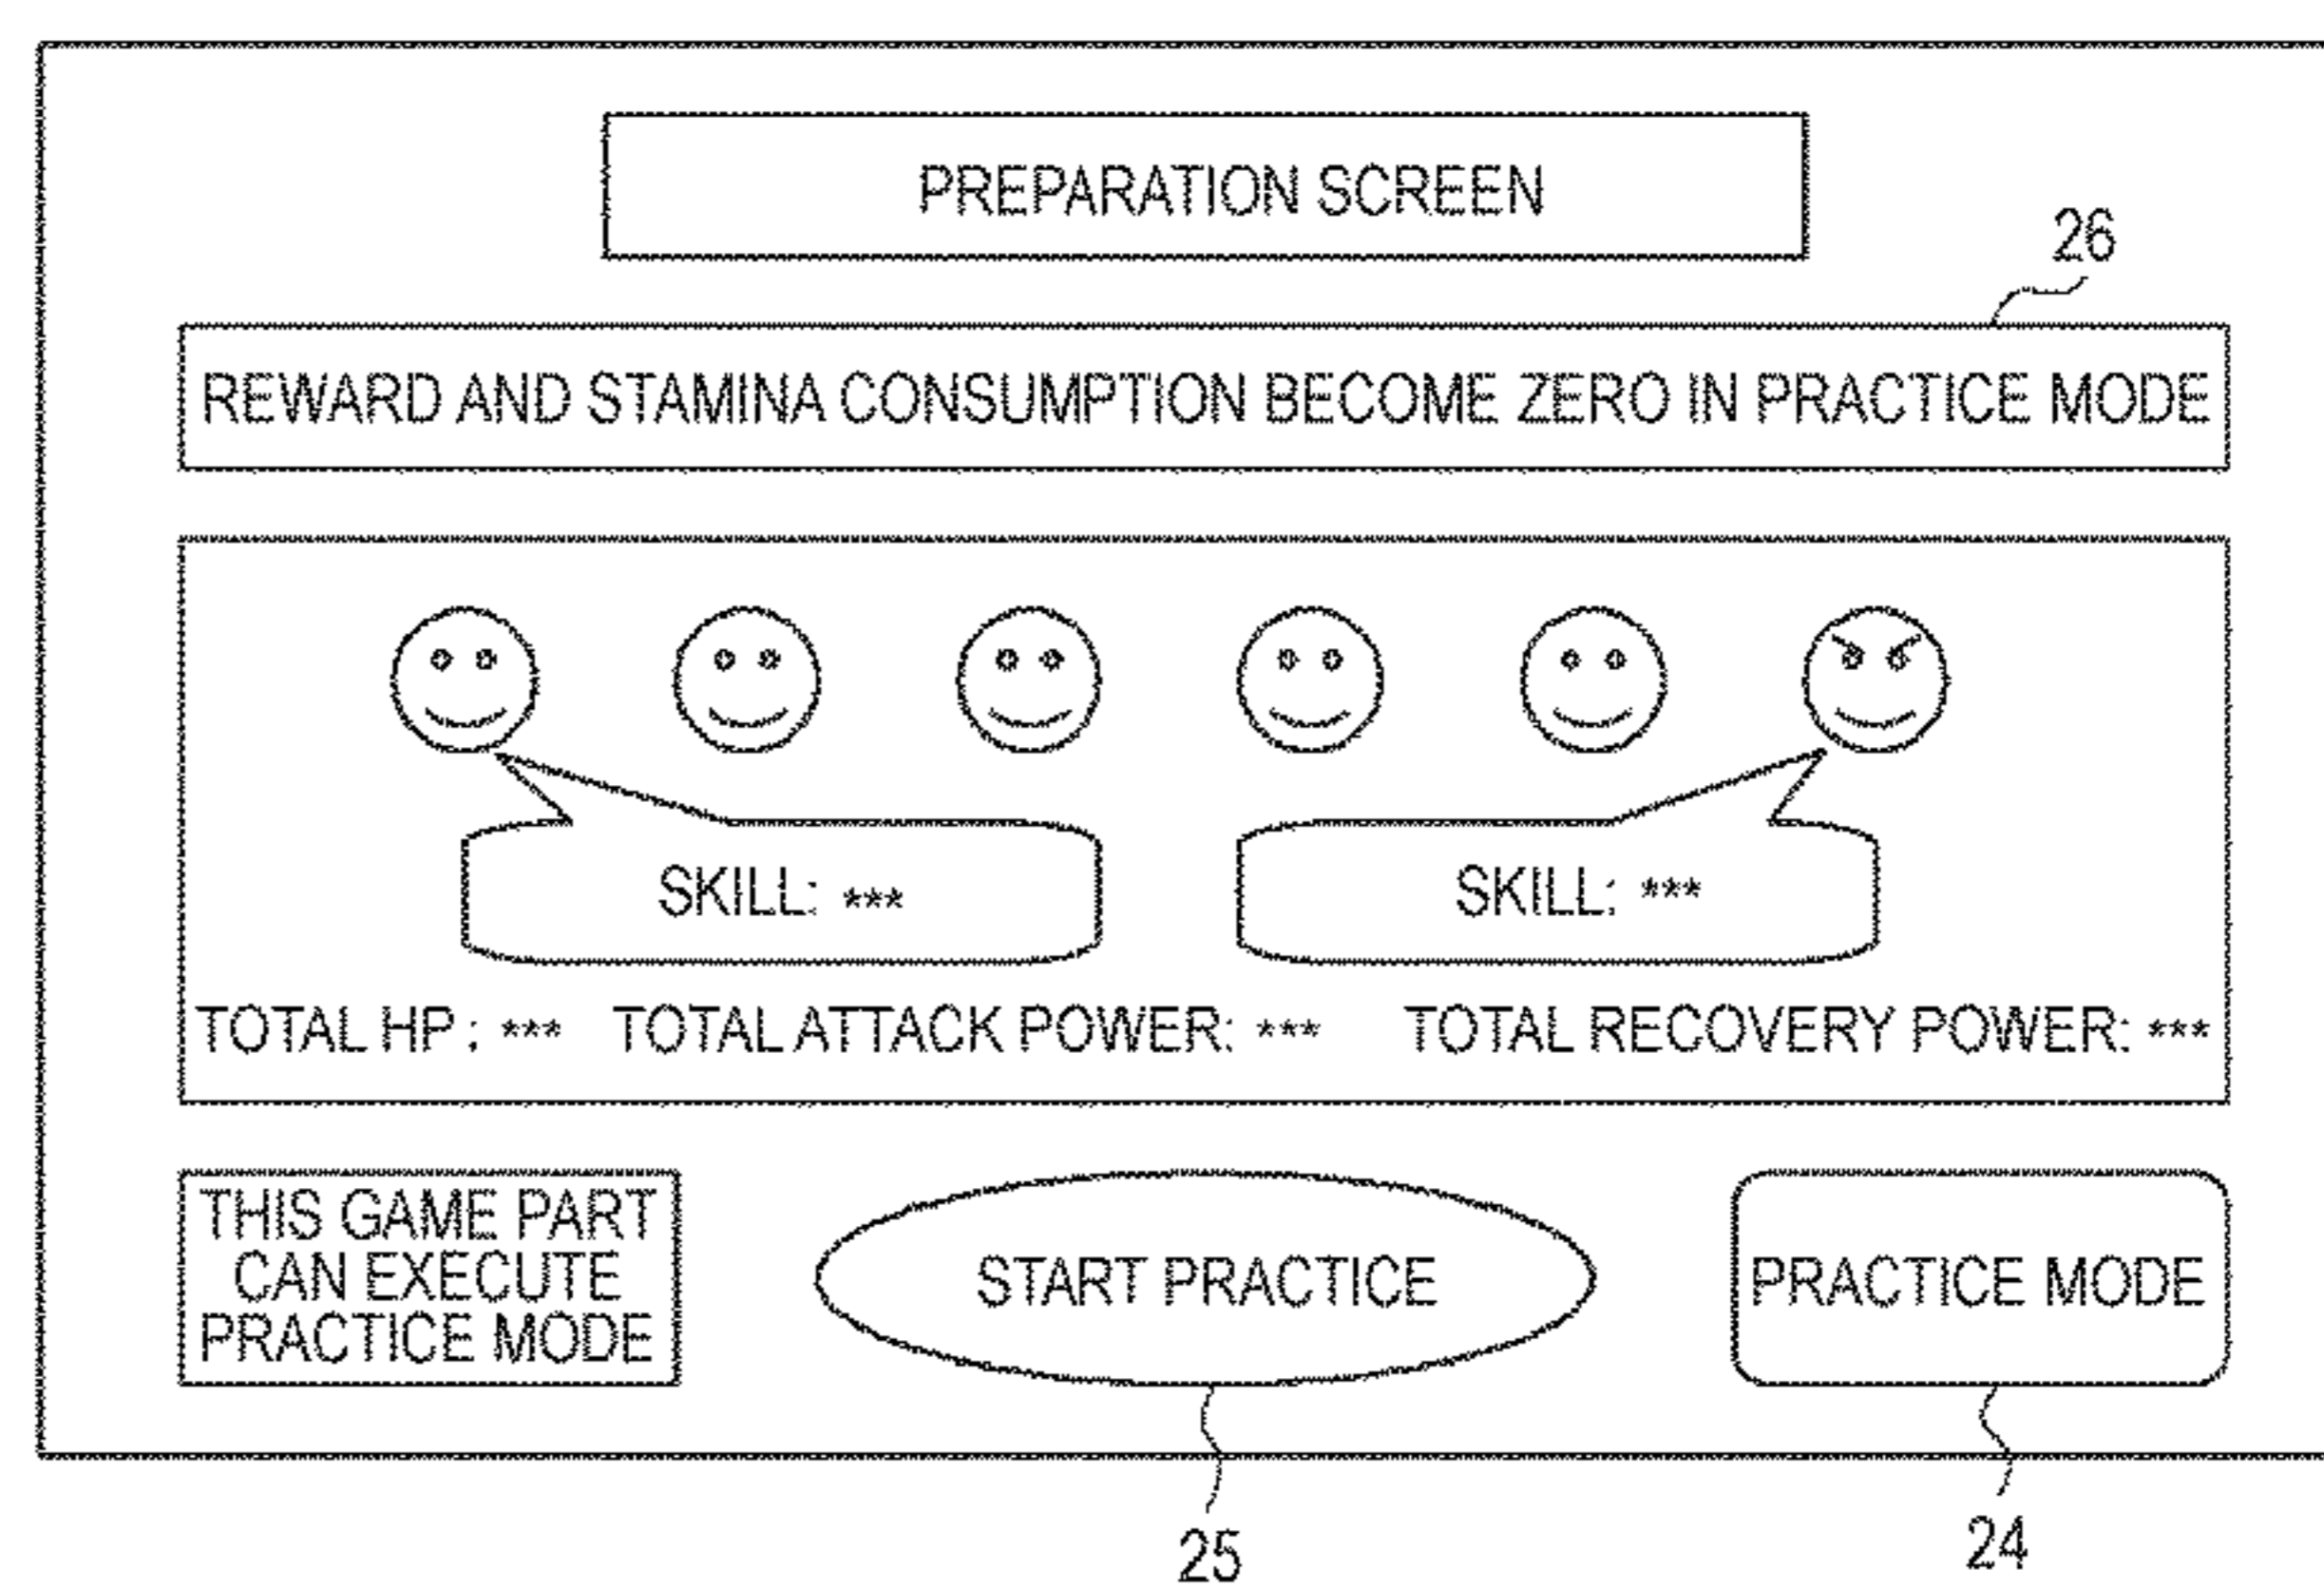 PREPARATION SCREEN
26
REWARD AND STAMINA CONSUMPTION BECOME ZERO IN PRACTICE MODE
SKILL: ***
SKILL: ***
TOTAL HP : *** TOTAL ATTACK POWER: *** TOTAL RECOVERY POWER: ***
THIS GAME PART
CAN EXECUTE
PRACTICE MODE
START PRACTICE
PRACTICE MODE
25
24